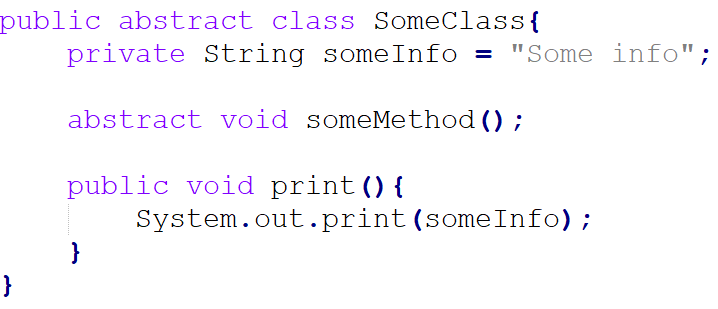 public abstract class SomeClass{
    private String someInfo = "Some info";
    abstract void someMethod();
    public void print(){
        System.out.print(someInfo);
    }
}